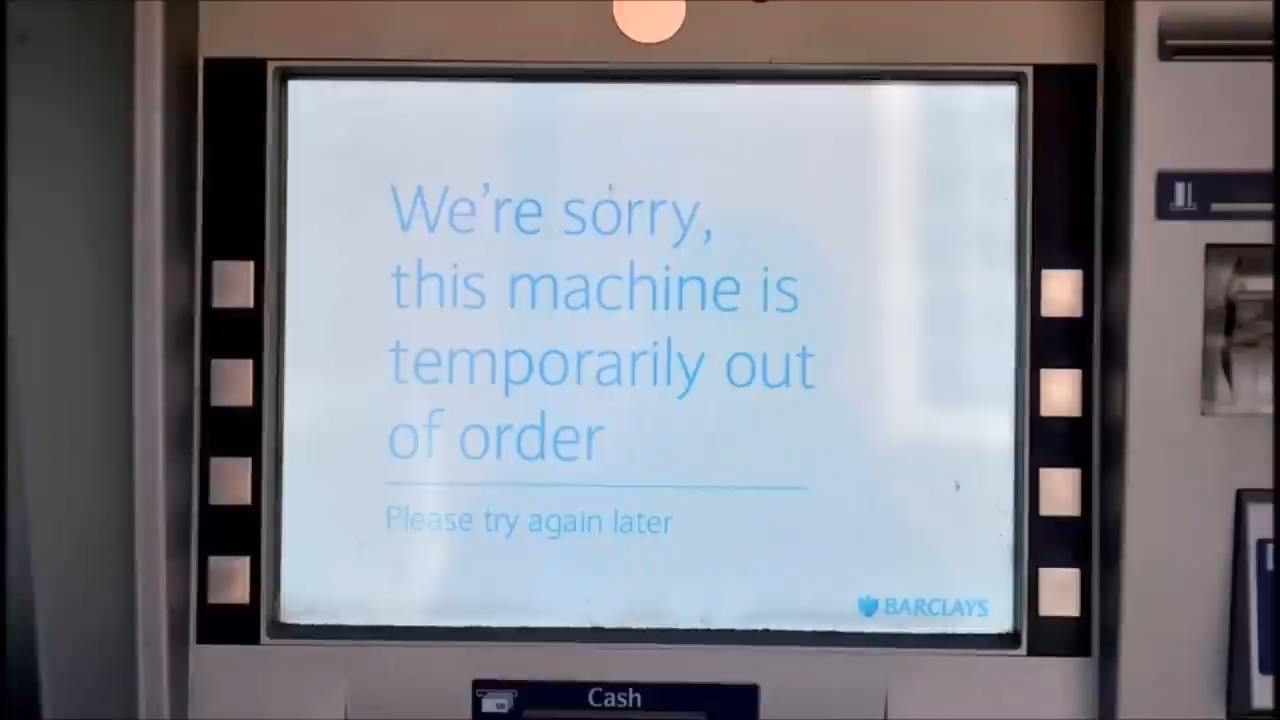 We're sorry,
this machine is
temporarily out
of order
Please try again later
BARCLAYS
Cash